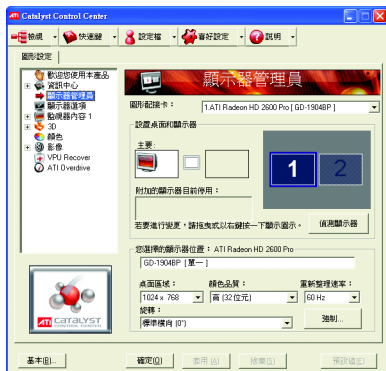 ATI Catalyst Control Center
檢視
快速鍵
設定檔
喜好設定
說明
圖形設定
歡迎您使用本產品
資訊中心
顯示器管理員
顯示器選項
監視器內容 1
3D
顏色
影像
VPU Recover
ATI Overdrive
ATI CATALYST
CONTROL CENTER
顯示器管理員
圖形配接卡：
1.ATI Radeon HD 2600 Pro [ GD-1904BP ]
設置桌面和顯示器
主要：
附加的顯示器目前停用：
1 2
若要進行變更，請拖曳或以右鍵按一下顯示圖示。
偵測顯示器
您選擇的顯示器位置： ATI Radeon HD 2600 Pro
GD-1904BP [ 單一 ]
桌面區域： 顏色品質： 重新整理速率：
1024 x 768 高 (32 位元) 60 Hz
旋轉：
標準橫向 (0°)
強制...
基本(B)... 確定(O) 套用 (A) 捨棄(S) 預設值(E)